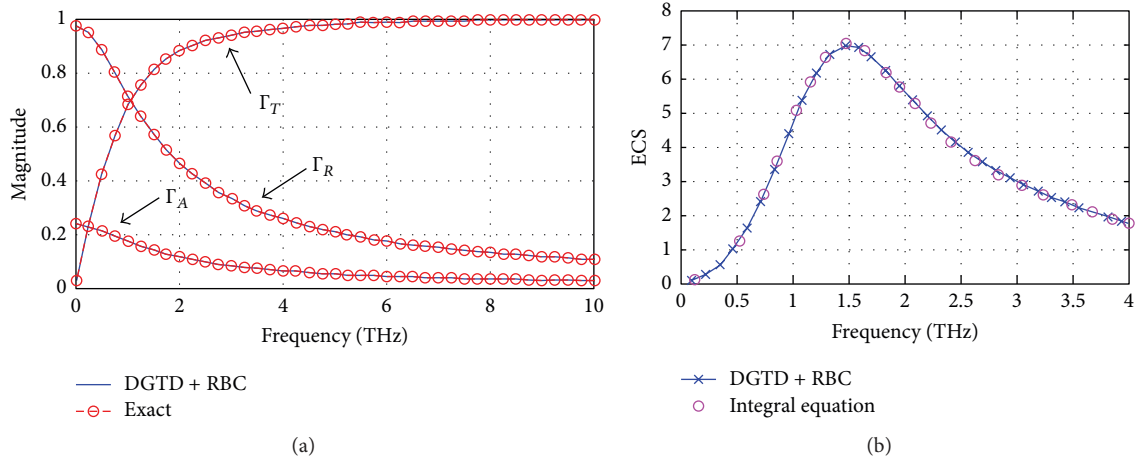 1
0.8
0.6
0.4
0.2
0
Magnitude
Γ_T
Γ_R
Γ_A
0 2 4 6 8 10
Frequency (THz)
DGTD + RBC
Exact
(a)
8
7
6
5
4
3
2
1
0
ECS
0 0.5 1 1.5 2 2.5 3 3.5 4
Frequency (THz)
DGTD + RBC
Integral equation
(b)